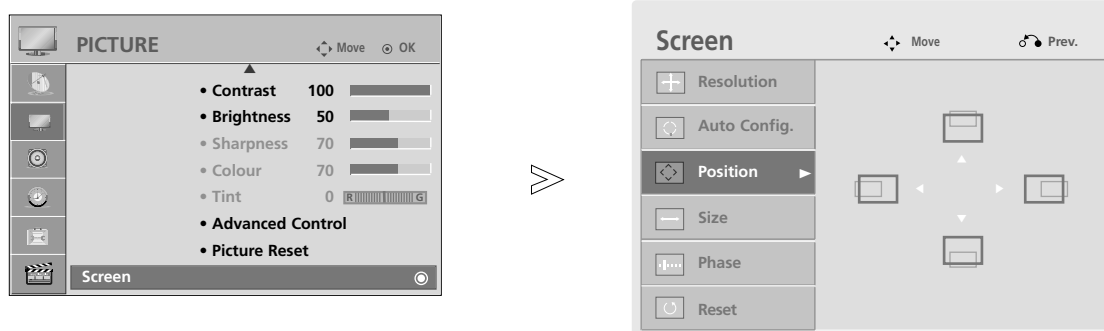 PICTURE
Move OK
• Contrast 100
• Brightness 50
• Sharpness 70
• Colour 70
• Tint 0 R G
• Advanced Control
• Picture Reset
Screen
Screen
Move Prev.
Resolution
Auto Config.
Position
Size
Phase
Reset